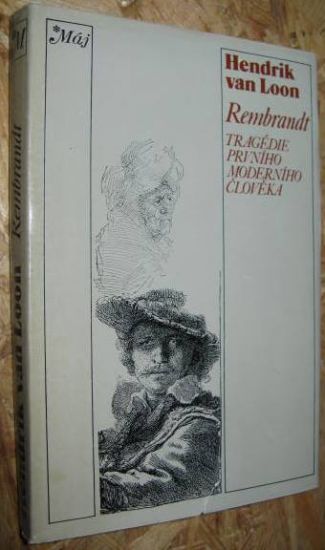 *Máj
Hendrik
van Loon
Rembrandt
TRAGÉDIE
PRVNÍHO
MODERNÍHO
ČLOVĚKA
*M
Rembrandt
Hendrik van Loon